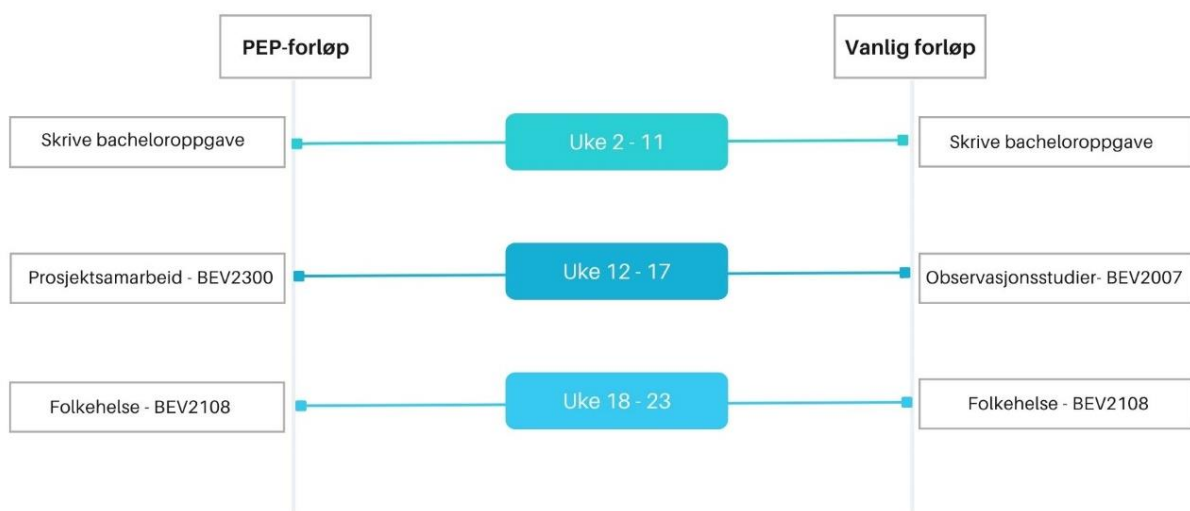 PEP-forløp
Vanlig forløp
Skrive bacheloroppgave
Uke 2 - 11
Skrive bacheloroppgave
Prosjektsamarbeid - BEV2300
Uke 12 - 17
Observasjonsstudier- BEV2007
Folkehelse - BEV2108
Uke 18 - 23
Folkehelse - BEV2108